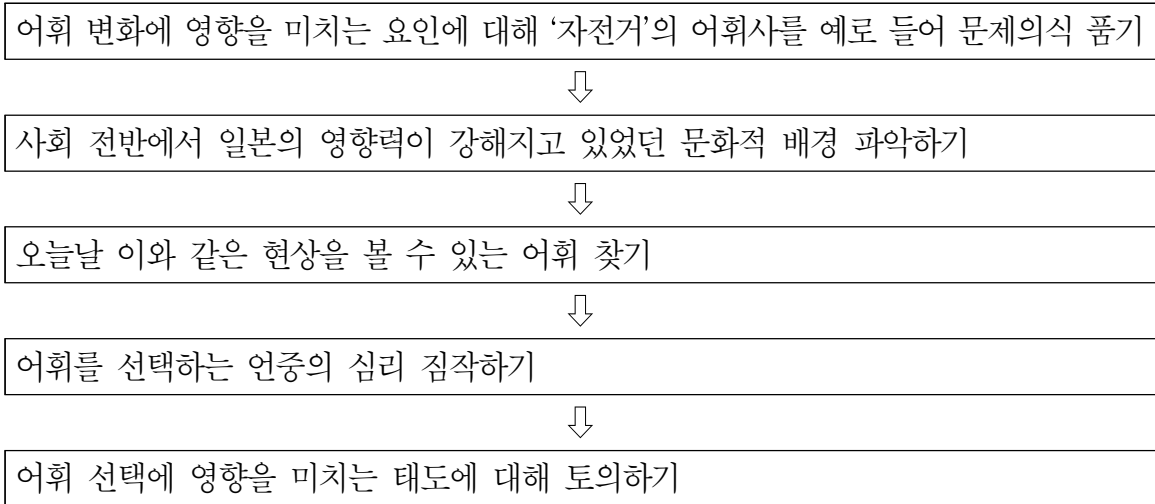 어휘 변화에 영향을 미치는 요인에 대해 ‘자전거’의 어휘사를 예로 들어 문제의식 품기
사회 전반에서 일본의 영향력이 강해지고 있었던 문화적 배경 파악하기
오늘날 이와 같은 현상을 볼 수 있는 어휘 찾기
어휘를 선택하는 언중의 심리 짐작하기
어휘 선택에 영향을 미치는 태도에 대해 토의하기